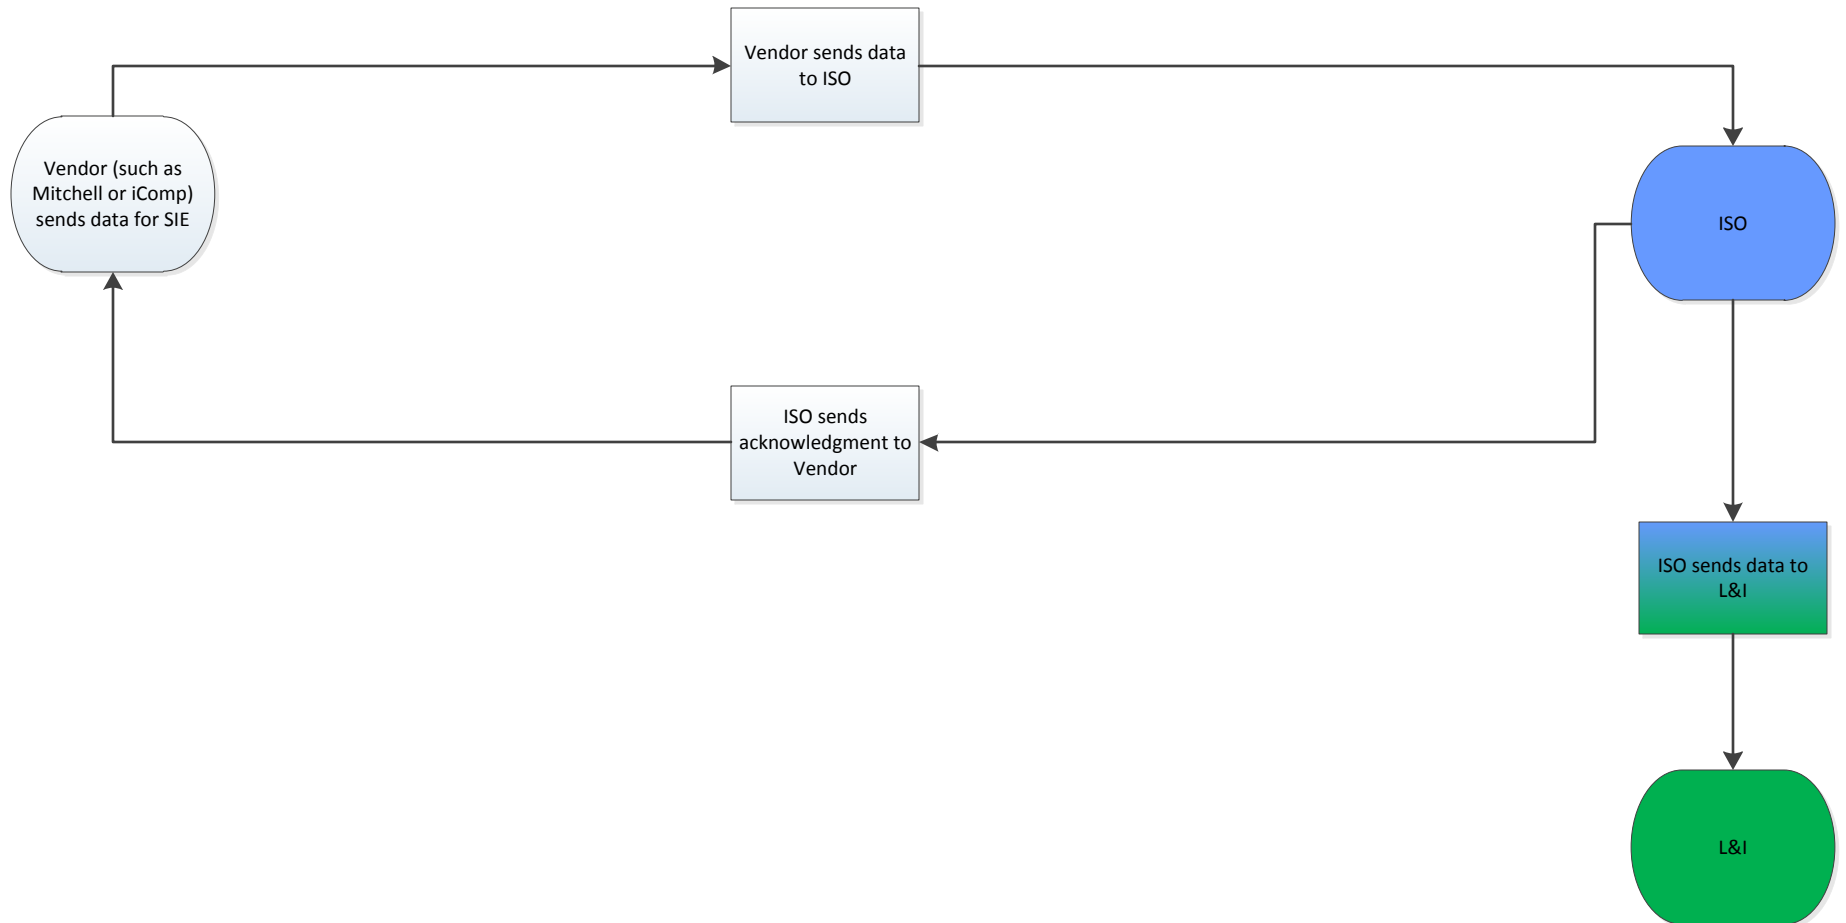 Vendor sends data
to ISO
Vendor (such as
Mitchell or iComp)
sends data for SIE
ISO
ISO sends
acknowledgment to
Vendor
ISO sends data to
L&I
L&I